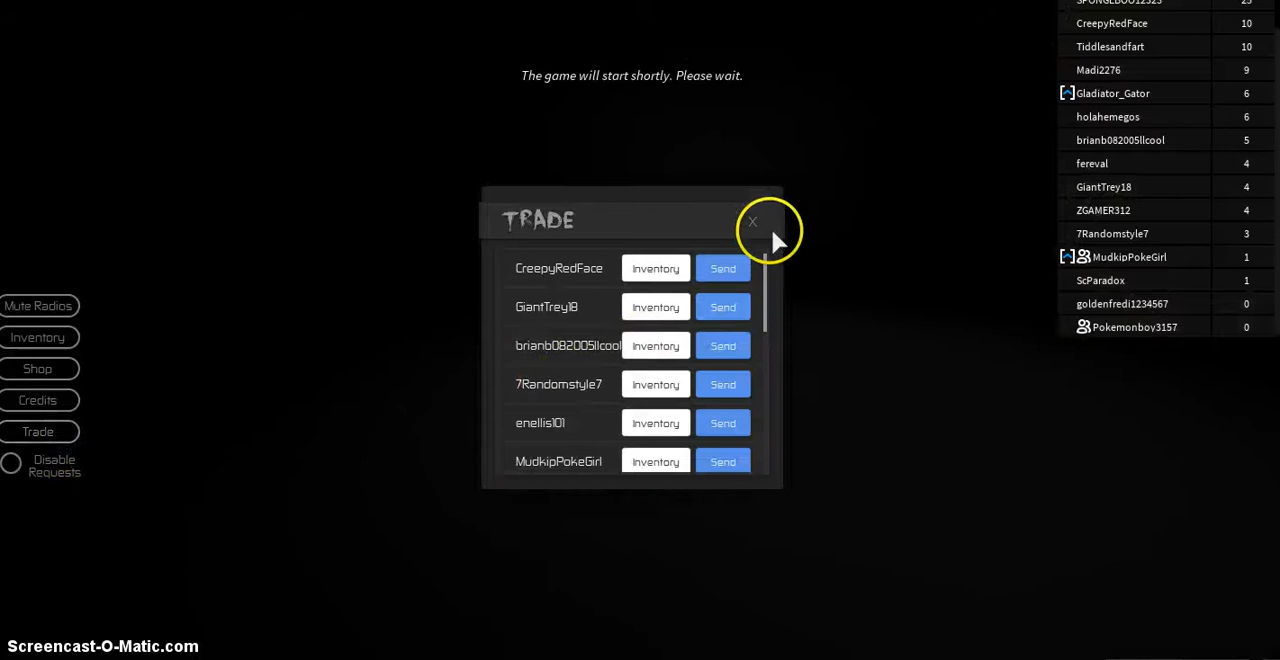 SPONGEBOO12323 25
CreepyRedFace 10
The game will start shortly. Please wait.
Tiddlesandfart 10
Madi2276 9
Gladiator_Gator 6
holahemegos 6
brianb082005llcool 5
fereval 4
GiantTrey18 4
ZGAMER312 4
7Randomstyle7 3
MudkipPokeGirl 1
ScParadox 1
goldenfredi1234567 0
Pokemonboy3157 0
TRADE X
CreepyRedFace Inventory Send
GiantTrey18 Inventory Send
brianb082005llcool Inventory Send
7Randomstyle7 Inventory Send
enellis101 Inventory Send
MudkipPokeGirl Inventory Send
Mute Radios
Inventory
Shop
Credits
Trade
Disable
Requests
Screencast-O-Matic.com